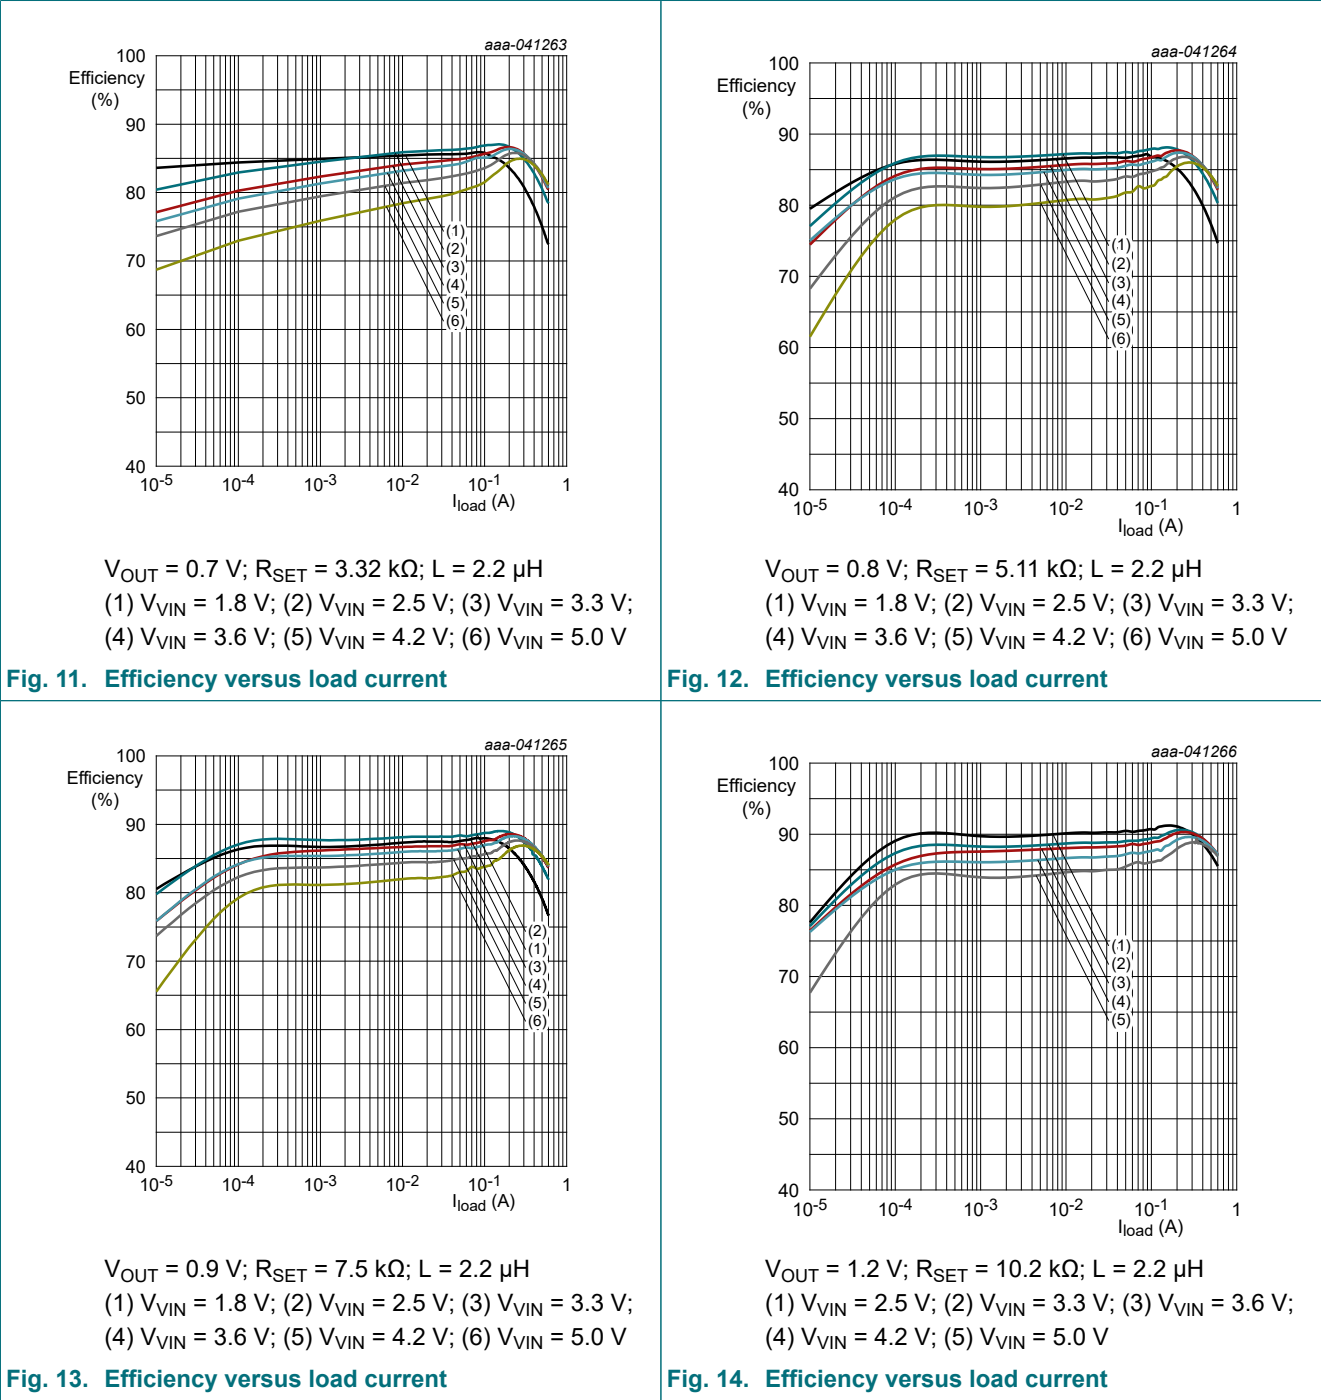 aaa-041263
100
Efficiency
(%)
90
80
70
60
50
40
(1)
(2)
(3)
(4)
(5)
(6)
10-5
10-4
10-3
10-2
10-1
1
Iload (A)
VOUT = 0.7 V; RSET = 3.32 kΩ; L = 2.2 µH
(1) VVIN = 1.8 V; (2) VVIN = 2.5 V; (3) VVIN = 3.3 V;
(4) VVIN = 3.6 V; (5) VVIN = 4.2 V; (6) VVIN = 5.0 V
Fig. 11. Efficiency versus load current
aaa-041264
100
Efficiency
(%)
90
80
70
60
50
40
(1)
(2)
(3)
(4)
(5)
(6)
10-5
10-4
10-3
10-2
10-1
1
Iload (A)
VOUT = 0.8 V; RSET = 5.11 kΩ; L = 2.2 µH
(1) VVIN = 1.8 V; (2) VVIN = 2.5 V; (3) VVIN = 3.3 V;
(4) VVIN = 3.6 V; (5) VVIN = 4.2 V; (6) VVIN = 5.0 V
Fig. 12. Efficiency versus load current
aaa-041265
100
Efficiency
(%)
90
80
70
60
50
40
(2)
(1)
(3)
(4)
(5)
(6)
10-5
10-4
10-3
10-2
10-1
1
Iload (A)
VOUT = 0.9 V; RSET = 7.5 kΩ; L = 2.2 µH
(1) VVIN = 1.8 V; (2) VVIN = 2.5 V; (3) VVIN = 3.3 V;
(4) VVIN = 3.6 V; (5) VVIN = 4.2 V; (6) VVIN = 5.0 V
Fig. 13. Efficiency versus load current
aaa-041266
100
Efficiency
(%)
90
80
70
60
50
40
(1)
(2)
(3)
(4)
(5)
10-5
10-4
10-3
10-2
10-1
1
Iload (A)
VOUT = 1.2 V; RSET = 10.2 kΩ; L = 2.2 µH
(1) VVIN = 2.5 V; (2) VVIN = 3.3 V; (3) VVIN = 3.6 V;
(4) VVIN = 4.2 V; (5) VVIN = 5.0 V
Fig. 14. Efficiency versus load current